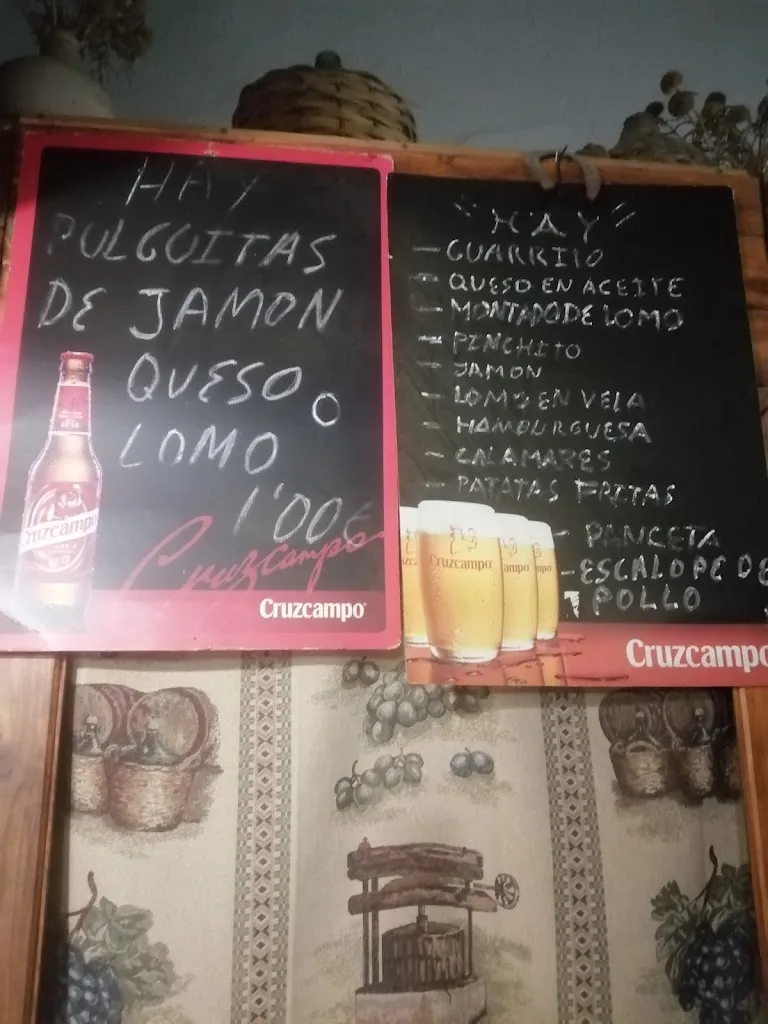 HAY
PULGUITAS
DE JAMON
QUESO O
LOMO
1'00€
Cruzcampo
Cruzcampo
Cruzcampo
"HAY"
- GUARRITO
- QUESO EN ACEITE
- MONTADO DE LOMO
- PINCHITO
- JAMON
- LOMO EN VELA
- HAMBURGUESA
- CALAMARES
- PATATAS FRITAS
- PANCETA
- ESCALOPE DE
POLLO
Cruzcampo
Cruzcampo